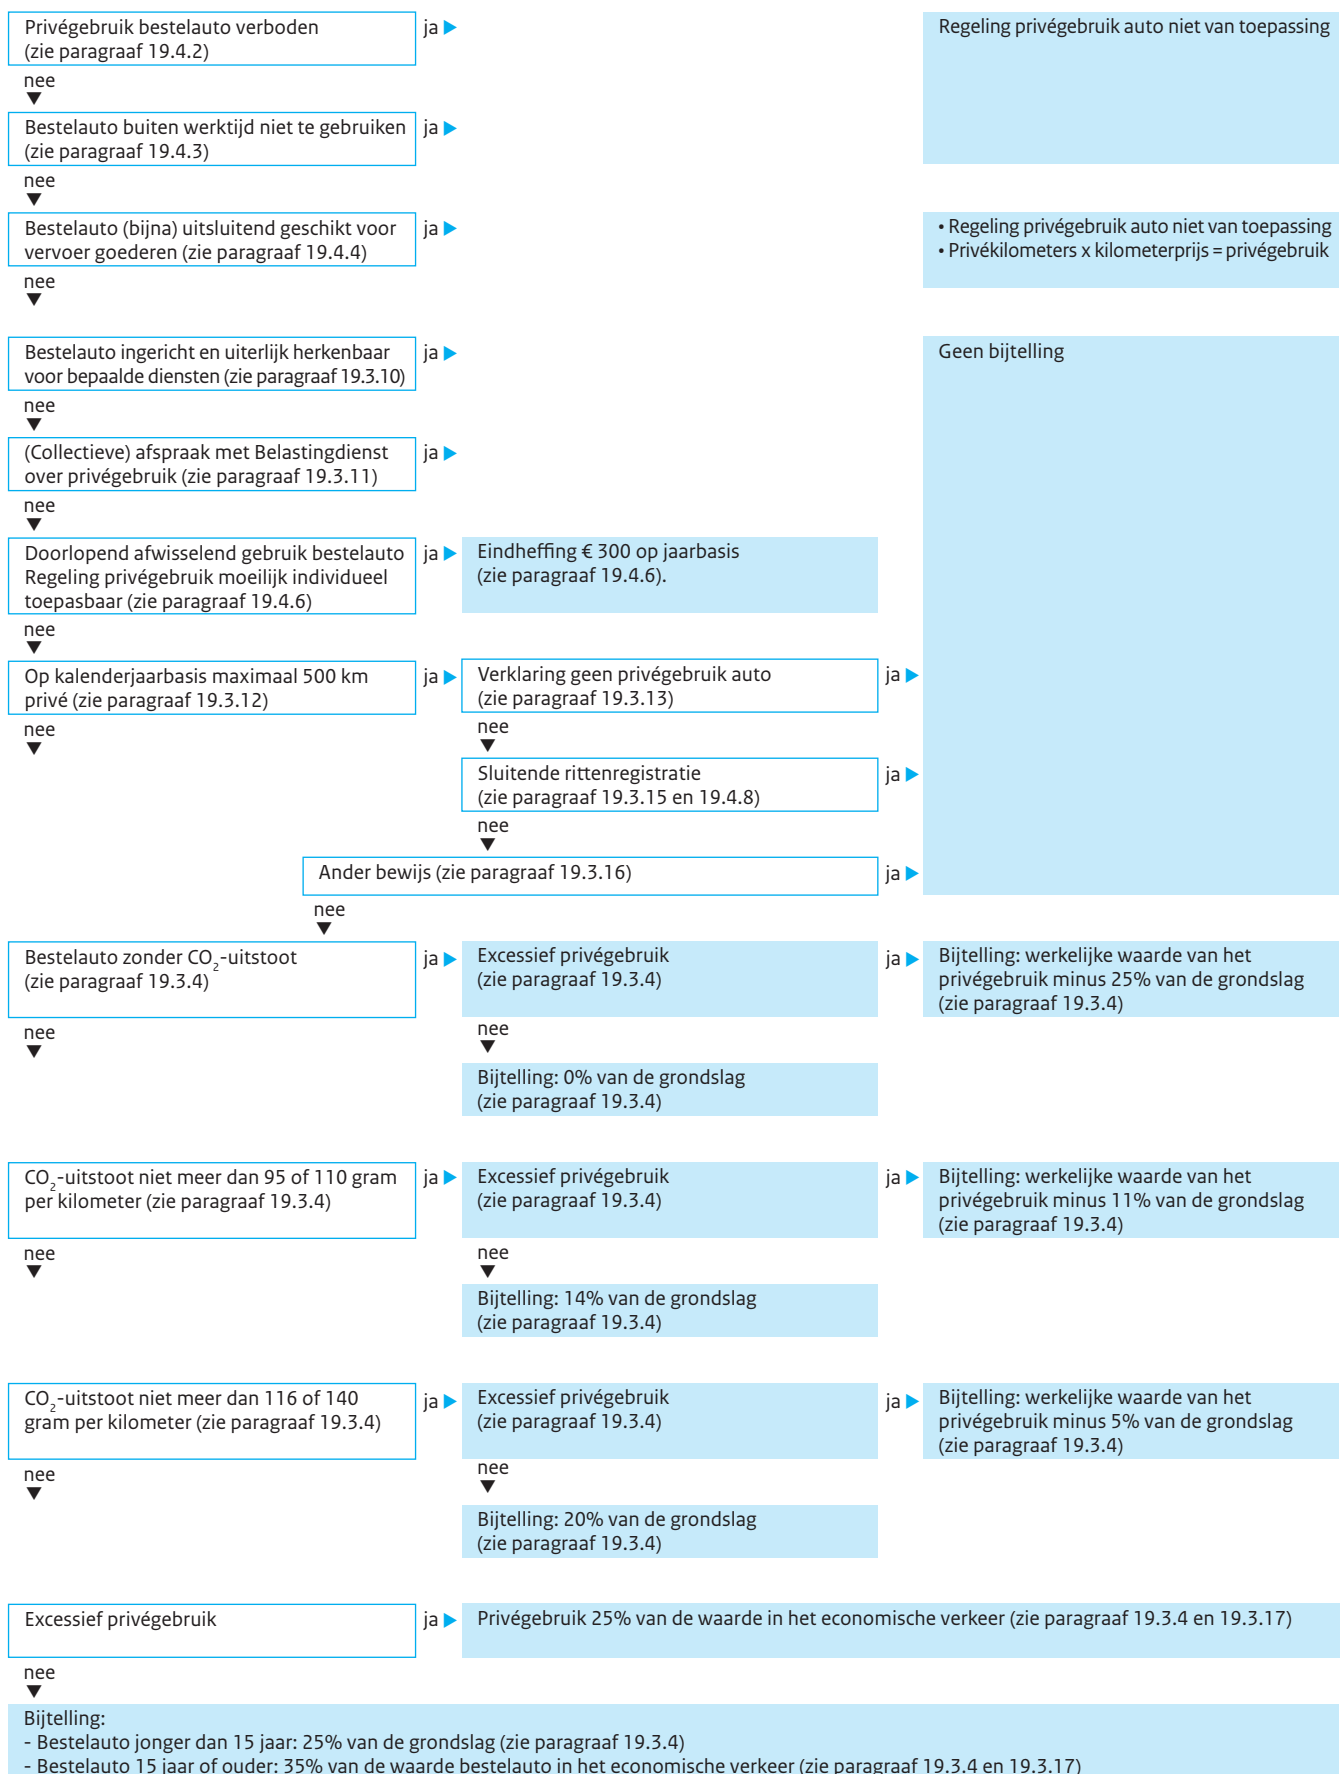 Privégebruik bestelauto verboden
(zie paragraaf 19.4.2)
ja
Regeling privégebruik auto niet van toepassing
nee
Bestelauto buiten werktijd niet te gebruiken
(zie paragraaf 19.4.3)
ja
nee
Bestelauto (bijna) uitsluitend geschikt voor
vervoer goederen (zie paragraaf 19.4.4)
ja
• Regeling privégebruik auto niet van toepassing
• Privékilometers x kilometerprijs = privégebruik
nee
Bestelauto ingericht en uiterlijk herkenbaar
voor bepaalde diensten (zie paragraaf 19.3.10)
ja
Geen bijtelling
nee
(Collectieve) afspraak met Belastingdienst
over privégebruik (zie paragraaf 19.3.11)
ja
nee
Doorlopend afwisselend gebruik bestelauto
Regeling privégebruik moeilijk individueel
toepasbaar (zie paragraaf 19.4.6)
ja
Eindheffing € 300 op jaarbasis
(zie paragraaf 19.4.6).
nee
Op kalenderjaarbasis maximaal 500 km
privé (zie paragraaf 19.3.12)
ja
Verklaring geen privégebruik auto
(zie paragraaf 19.3.13)
ja
nee
nee
Sluitende rittenregistratie
(zie paragraaf 19.3.15 en 19.4.8)
ja
nee
Ander bewijs (zie paragraaf 19.3.16)
ja
nee
Bestelauto zonder CO₂-uitstoot
(zie paragraaf 19.3.4)
ja
Excessief privégebruik
(zie paragraaf 19.3.4)
ja
Bijtelling: werkelijke waarde van het
privégebruik minus 25% van de grondslag
(zie paragraaf 19.3.4)
nee
nee
Bijtelling: 0% van de grondslag
(zie paragraaf 19.3.4)
CO₂-uitstoot niet meer dan 95 of 110 gram
per kilometer (zie paragraaf 19.3.4)
ja
Excessief privégebruik
(zie paragraaf 19.3.4)
ja
Bijtelling: werkelijke waarde van het
privégebruik minus 11% van de grondslag
(zie paragraaf 19.3.4)
nee
nee
Bijtelling: 14% van de grondslag
(zie paragraaf 19.3.4)
CO₂-uitstoot niet meer dan 116 of 140
gram per kilometer (zie paragraaf 19.3.4)
ja
Excessief privégebruik
(zie paragraaf 19.3.4)
ja
Bijtelling: werkelijke waarde van het
privégebruik minus 5% van de grondslag
(zie paragraaf 19.3.4)
nee
nee
Bijtelling: 20% van de grondslag
(zie paragraaf 19.3.4)
Excessief privégebruik
ja
Privégebruik 25% van de waarde in het economische verkeer (zie paragraaf 19.3.4 en 19.3.17)
nee
Bijtelling:
- Bestelauto jonger dan 15 jaar: 25% van de grondslag (zie paragraaf 19.3.4)
- Bestelauto 15 jaar of ouder: 35% van de waarde bestelauto in het economische verkeer (zie paragraaf 19.3.4 en 19.3.17)